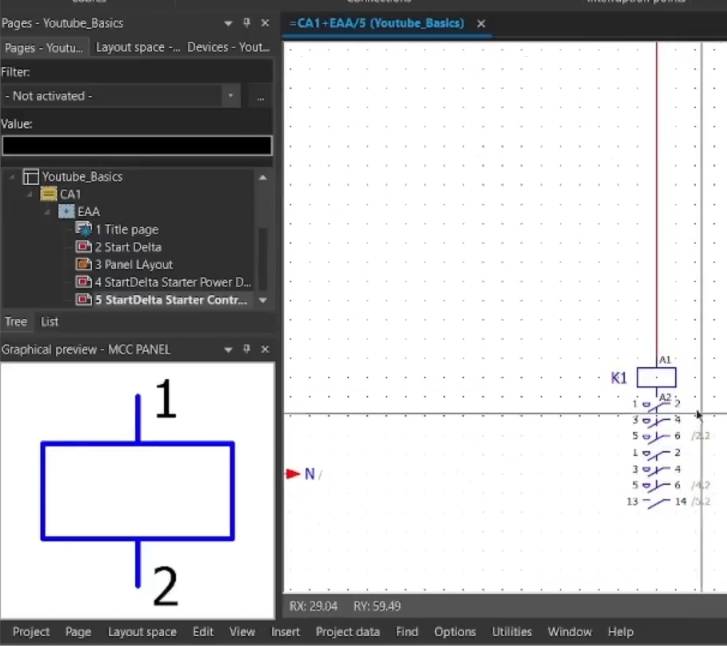 Connections
Interruption points
Pages - Youtube_Basics
=CA1+EAA/5 (Youtube_Basics)
Pages - Youtu... Layout space -... Devices - Yout...
Filter:
- Not activated -
...
Value:
Youtube_Basics
CA1
EAA
1 Title page
2 Start Delta
3 Panel LAyout
4 StartDelta Starter Power D...
5 StartDelta Starter Contr...
Tree List
Graphical preview - MCC PANEL
1
2
A1
K1
A2
1 2
3 4
5 6 /2.2
1 2
3 4
5 6 /4.2
13 14 /5.2
N /
RX: 29.04 RY: 59.49
Project Page Layout space Edit View Insert Project data Find Options Utilities Window Help